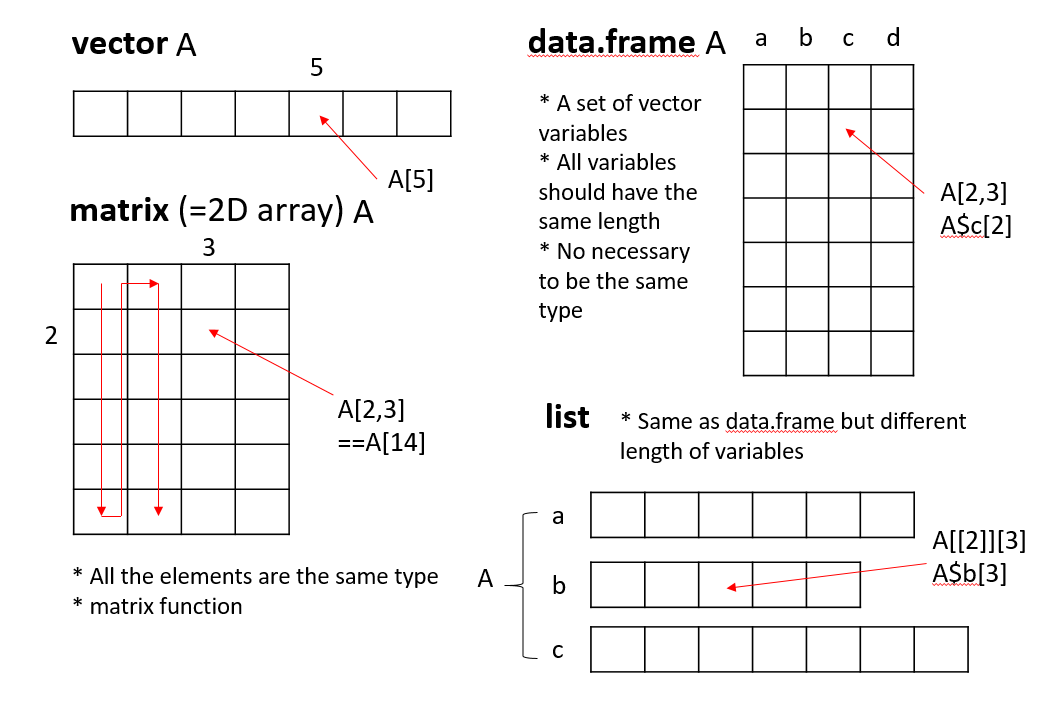 vector A
5
A[5]
matrix (=2D array) A
3
2
A[2,3]
==A[14]
* All the elements are the same type
* matrix function
data.frame A
a b c d
* A set of vector
variables
* All variables
should have the
same length
* No necessary
to be the same
type
A[2,3]
A$c[2]
list
* Same as data.frame but different
length of variables
A
a
b
c
A[[2]][3]
A$b[3]